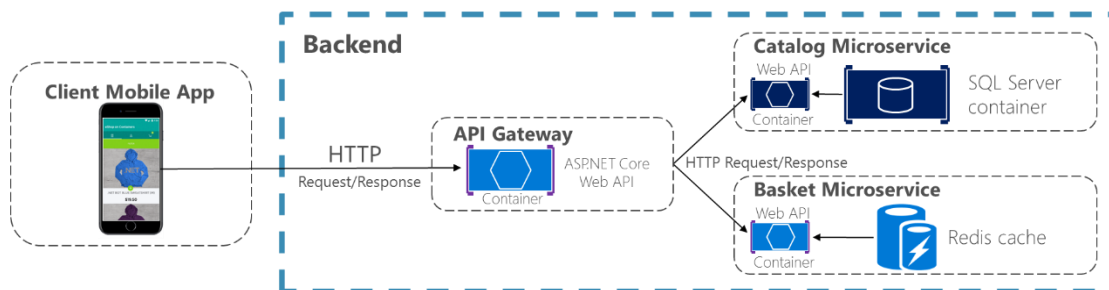 Backend
Client Mobile App
HTTP
Request/Response
API Gateway
ASP.NET Core
Web API
Container
HTTP Request/Response
Catalog Microservice
Web API
Container
SQL Server
container
Basket Microservice
Web API
Container
Redis cache
.NET